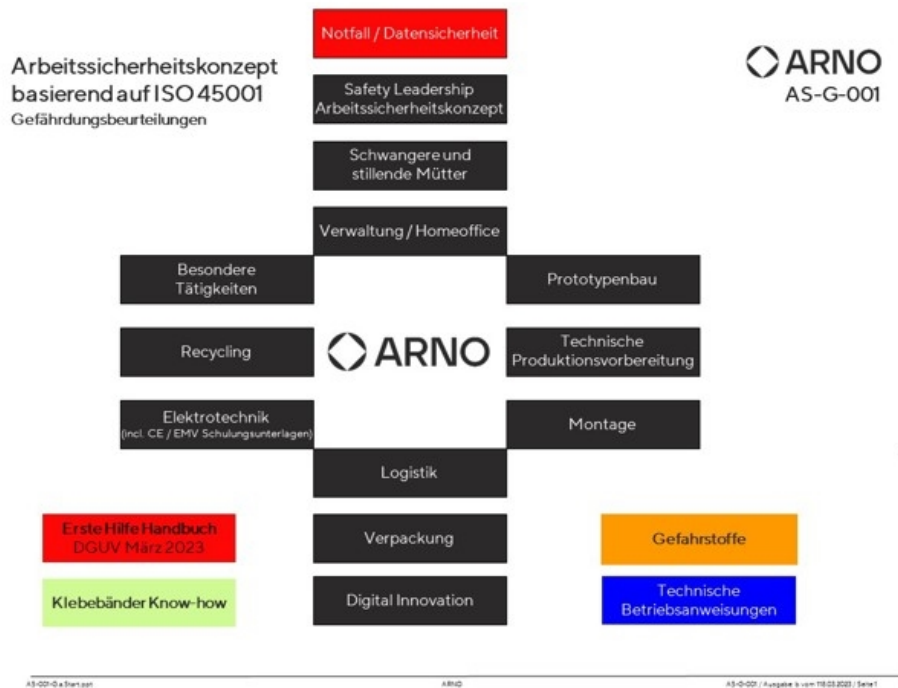 Notfall / Datensicherheit
Arbeitssicherheitskonzept
basierend auf ISO 45001
Gefährdungsbeurteilungen
ARNO
AS-G-001
Safety Leadership
Arbeitssicherheitskonzept
Schwangere und
stillende Mütter
Verwaltung / Homeoffice
Besondere
Tätigkeiten
Prototypenbau
Recycling
ARNO
Technische
Produktionsvorbereitung
Elektrotechnik
(incl. CE / EMV Schulungsunterlagen)
Montage
Logistik
Erste Hilfe Handbuch
DGUV März 2023
Verpackung
Gefahrstoffe
Klebebänder Know-how
Digital Innovation
Technische
Betriebsanweisungen
ARNO